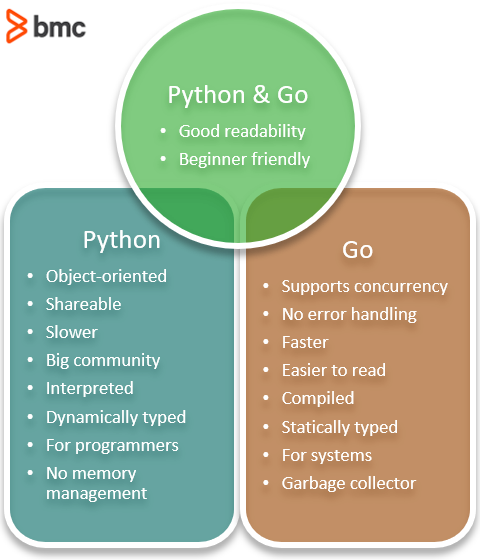 bmc
Python & Go
• Good readability
• Beginner friendly
Python
• Object-oriented
• Shareable
• Slower
• Big community
• Interpreted
• Dynamically typed
• For programmers
• No memory
management
Go
• Supports concurrency
• No error handling
• Faster
• Easier to read
• Compiled
• Statically typed
• For systems
• Garbage collector